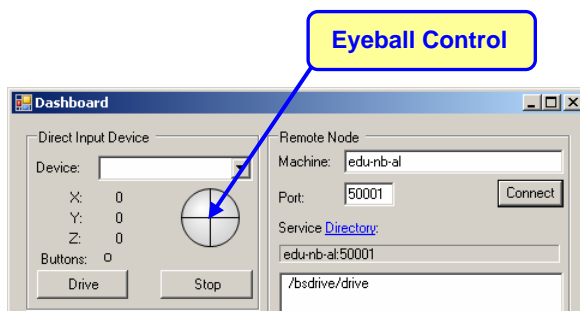 Eyeball Control
Dashboard
Direct Input Device
Device:
X: 0
Y: 0
Z: 0
Buttons: O
Drive
Stop
Remote Node
Machine: edu-nb-al
Port: 50001
Connect
Service Directory:
edu-nb-al:50001
/bsdrive/drive